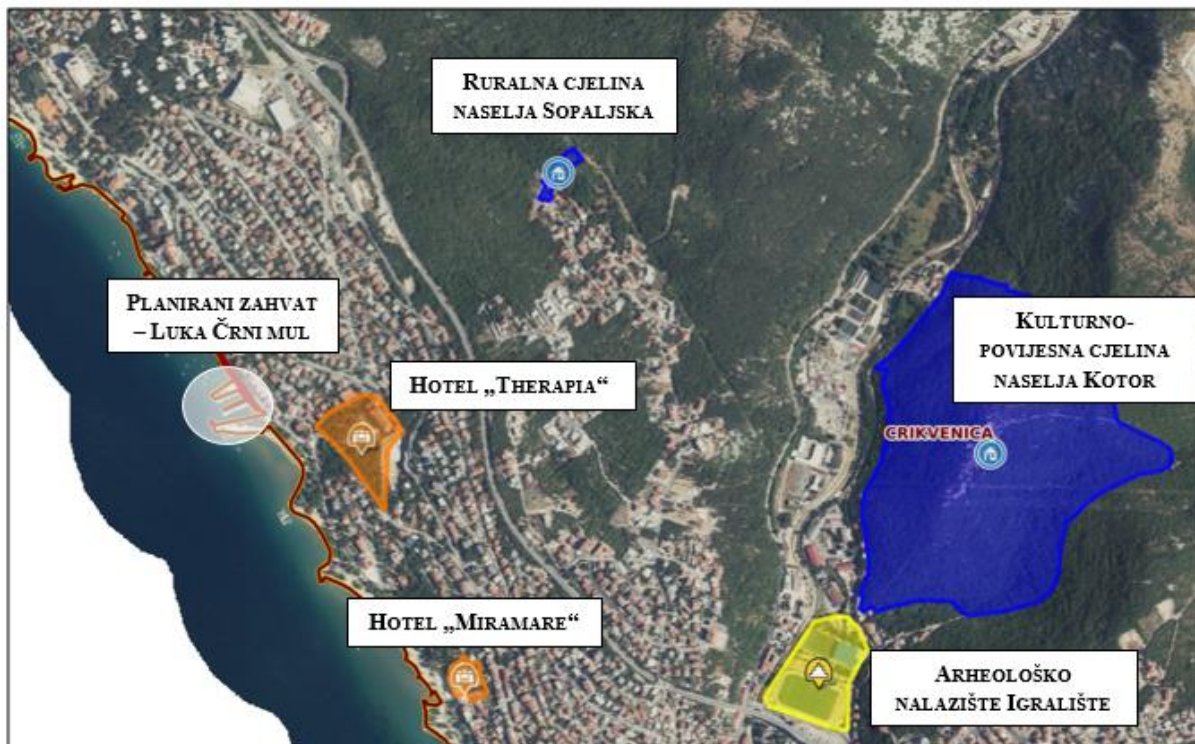 RURALNA CJELINA
NASELJA SOPALJSKA
PLANIRANI ZAHVAT
– LUKA ČRNI MUL
HOTEL „THERAPIA“
KULTURNO-
POVIJESNA CJELINA
NASELJA KOTOR
CRIKVENICA
HOTEL „MIRAMARE“
ARHEOLOŠKO
NALAZIŠTE IGRALIŠTE